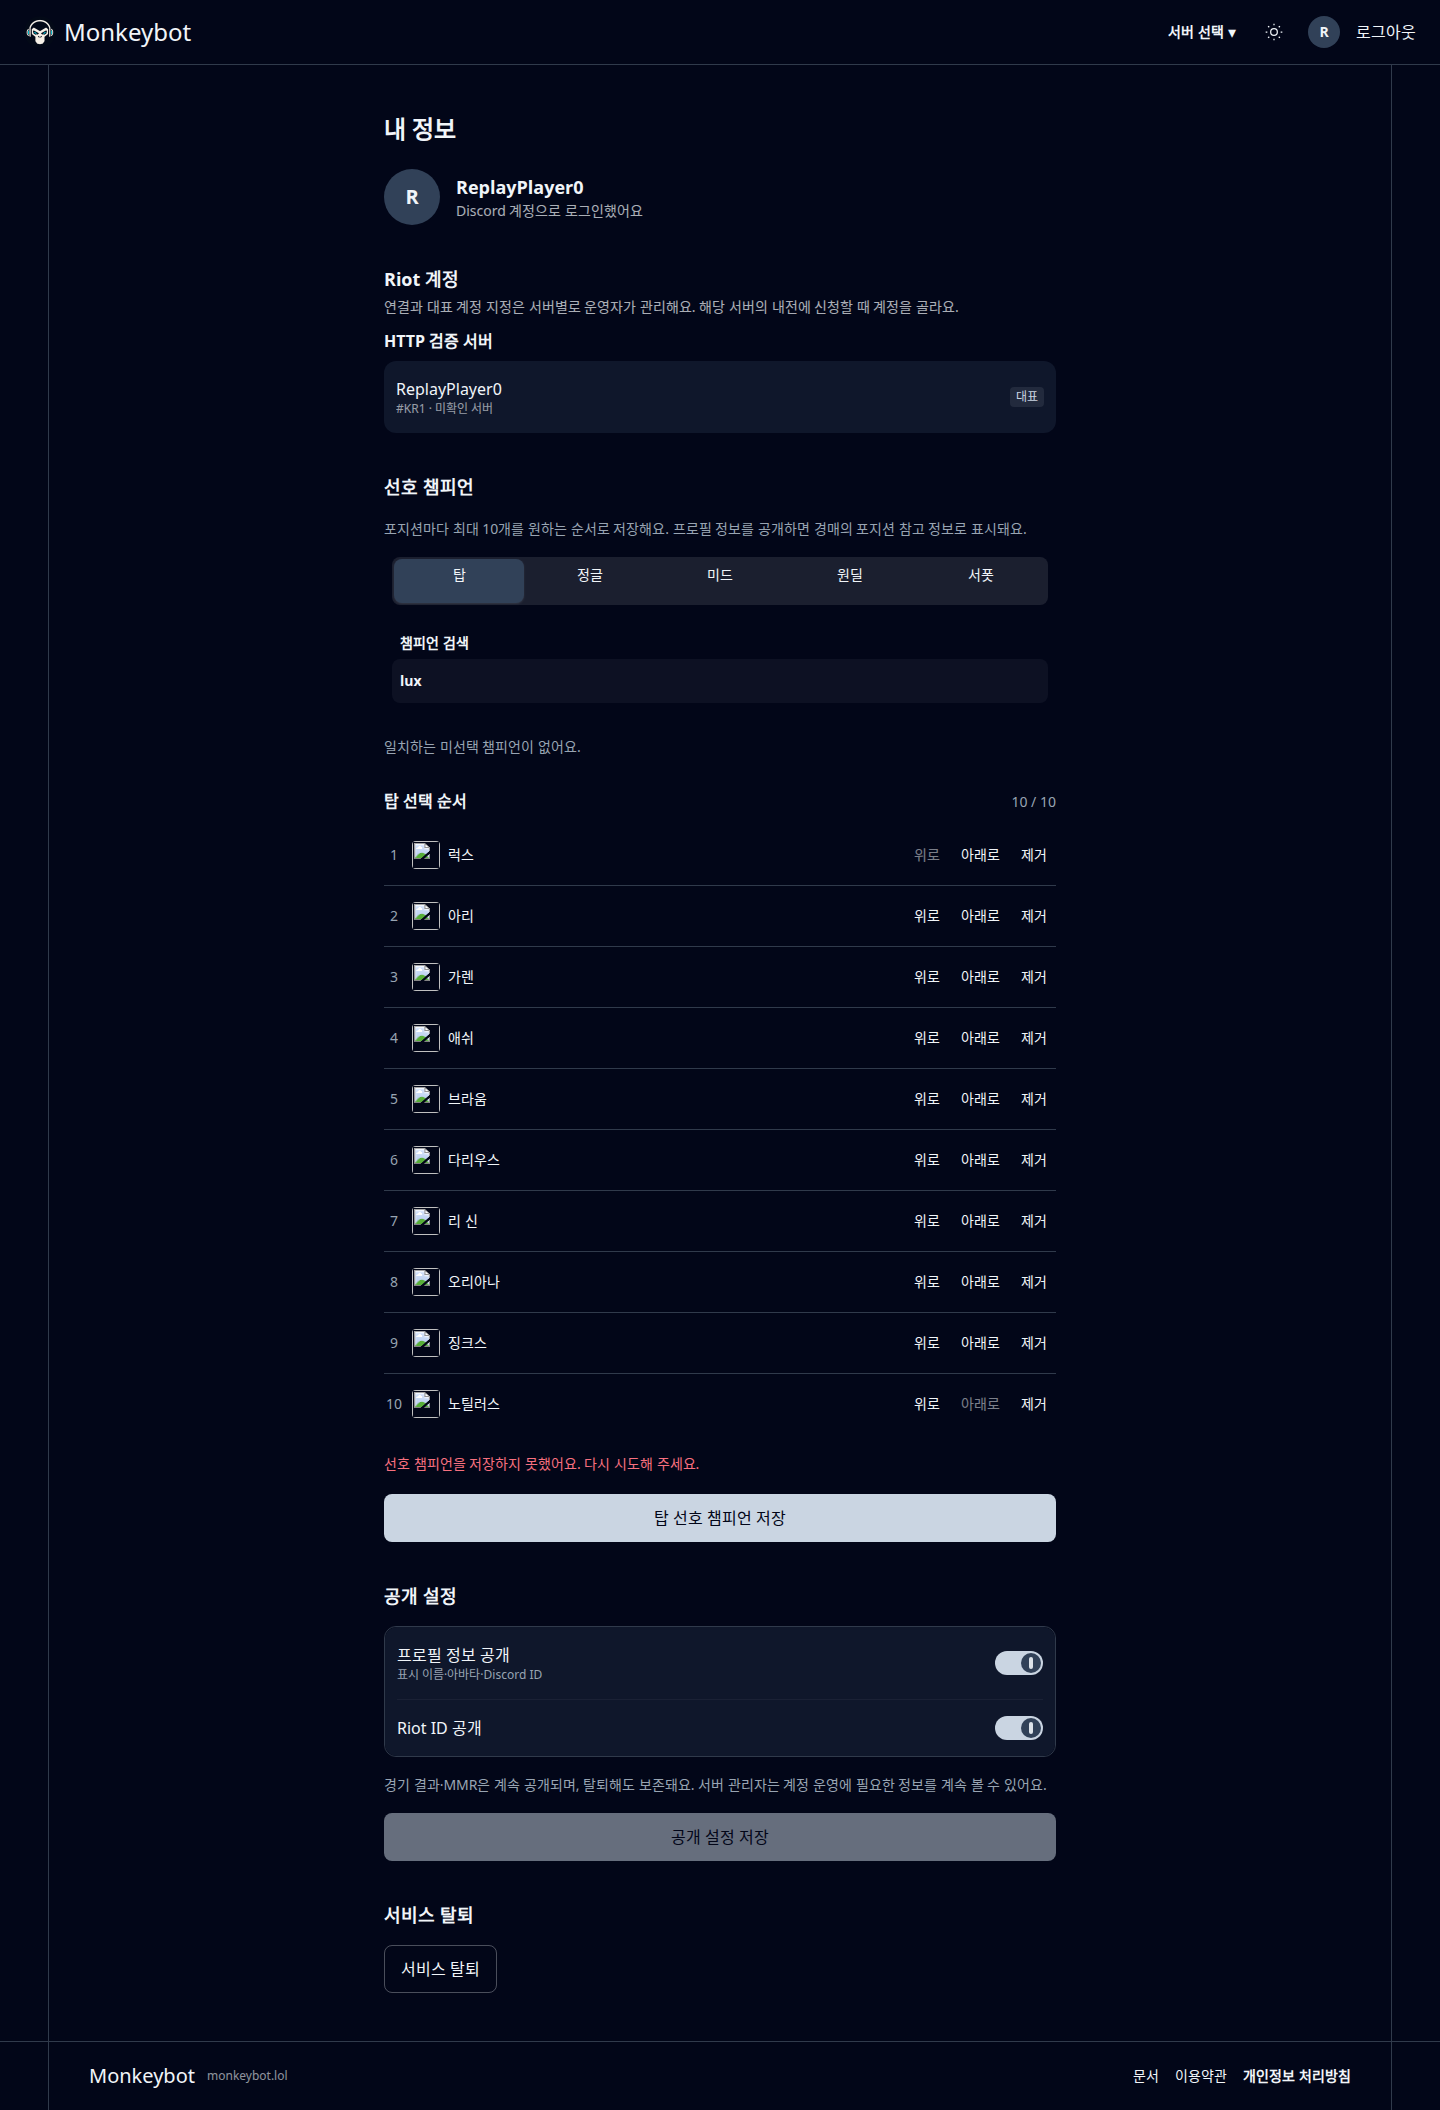 Monkeybot
서버 선택 ▾
R
로그아웃
내 정보
R
ReplayPlayer0
Discord 계정으로 로그인했어요
Riot 계정
연결과 대표 계정 지정은 서버별로 운영자가 관리해요. 해당 서버의 내전에 신청할 때 계정을 골라요.
HTTP 검증 서버
ReplayPlayer0
#KR1 · 미확인 서버
대표
선호 챔피언
포지션마다 최대 10개를 원하는 순서로 저장해요. 프로필 정보를 공개하면 경매의 포지션 참고 정보로 표시돼요.
탑 정글 미드 원딜 서폿
챔피언 검색
lux
일치하는 미선택 챔피언이 없어요.
탑 선택 순서 10 / 10
1 럭스 위로 아래로 제거
2 아리 위로 아래로 제거
3 가렌 위로 아래로 제거
4 애쉬 위로 아래로 제거
5 브라움 위로 아래로 제거
6 다리우스 위로 아래로 제거
7 리 신 위로 아래로 제거
8 오리아나 위로 아래로 제거
9 징크스 위로 아래로 제거
10 노틸러스 위로 아래로 제거
선호 챔피언을 저장하지 못했어요. 다시 시도해 주세요.
탑 선호 챔피언 저장
공개 설정
프로필 정보 공개
표시 이름·아바타·Discord ID
Riot ID 공개
경기 결과·MMR은 계속 공개되며, 탈퇴해도 보존돼요. 서버 관리자는 계정 운영에 필요한 정보를 계속 볼 수 있어요.
공개 설정 저장
서비스 탈퇴
서비스 탈퇴
Monkeybot monkeybot.lol
문서 이용약관 개인정보 처리방침